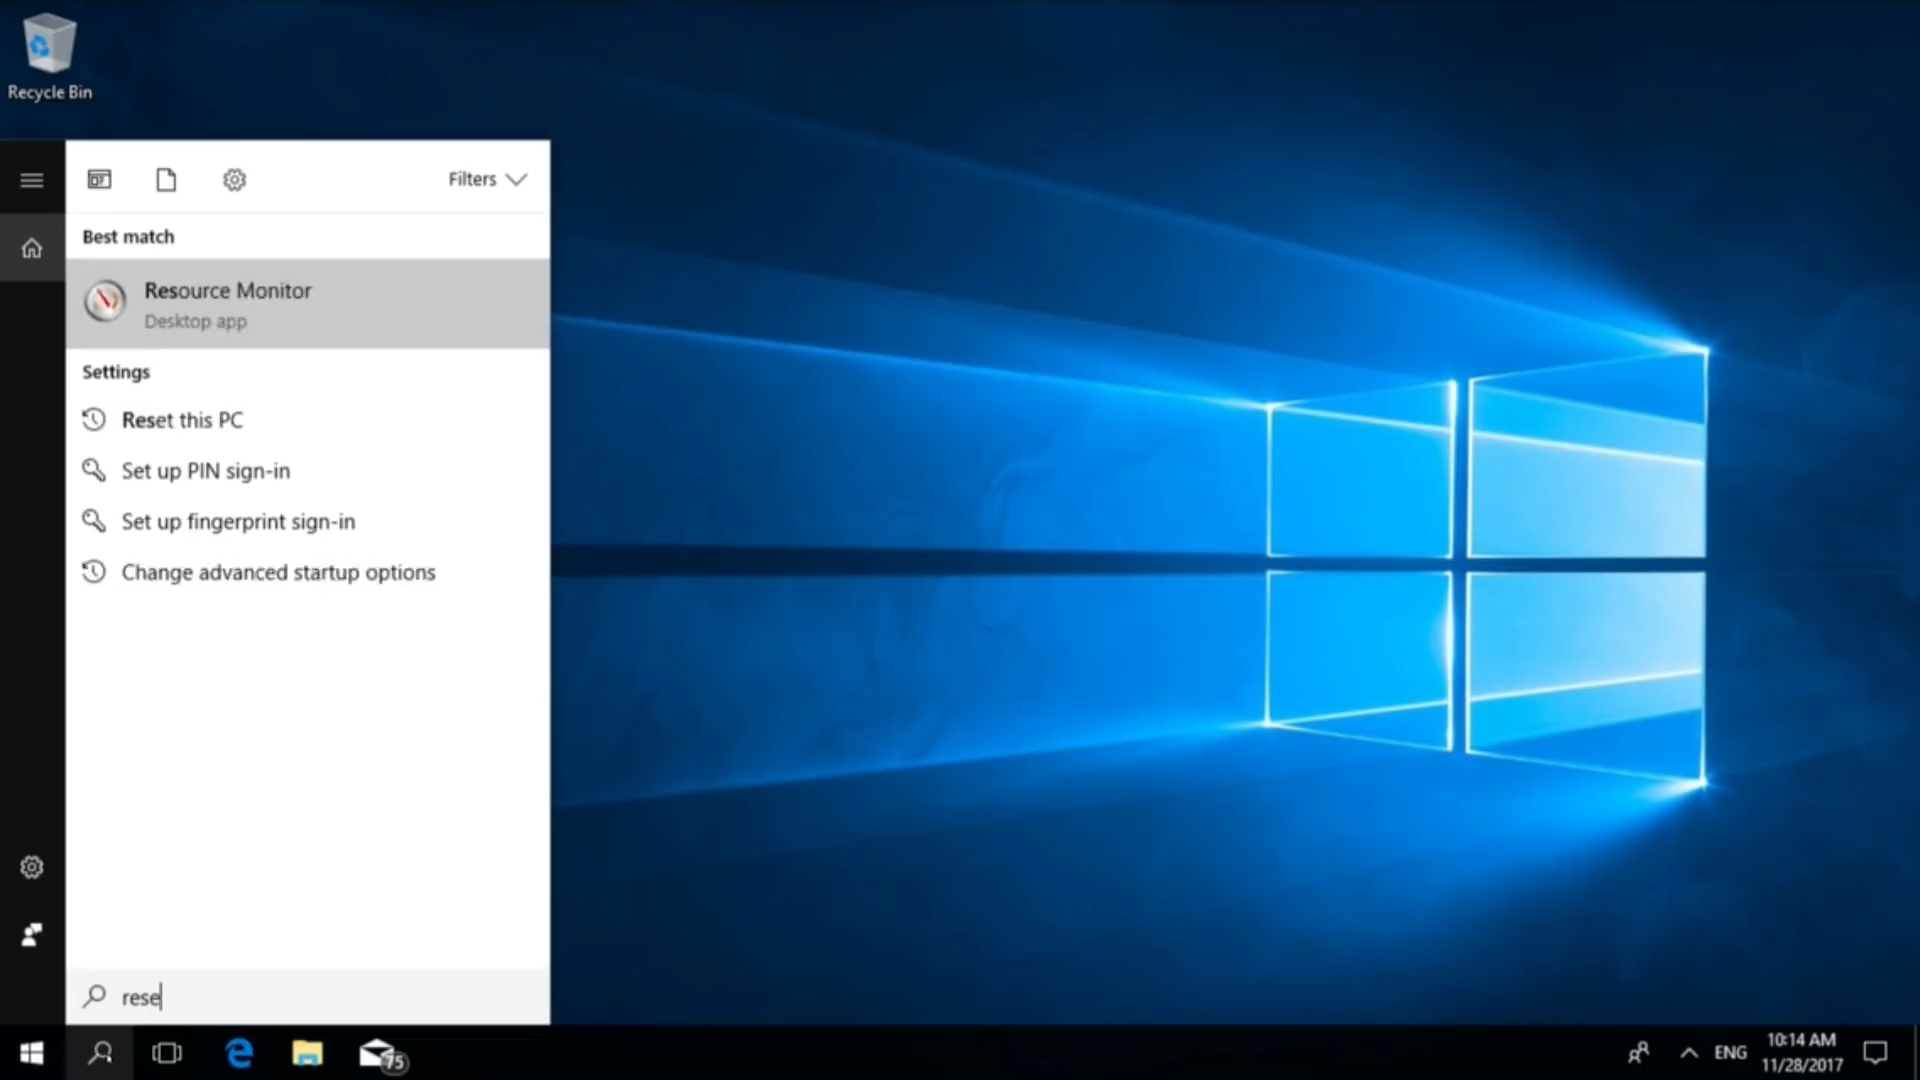 Recycle Bin
Filters
Best match
Resource Monitor
Desktop app
Settings
Reset this PC
Set up PIN sign-in
Set up fingerprint sign-in
Change advanced startup options
rese
75
ENG
10:14 AM
11/28/2017